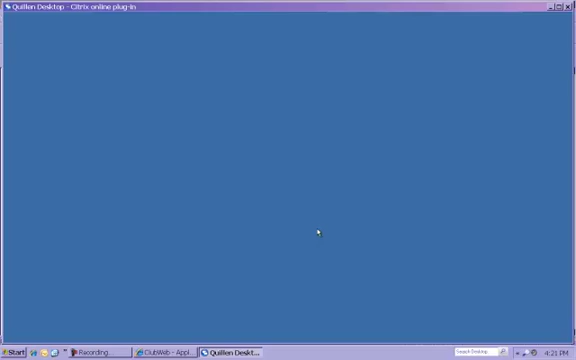 Quillen Desktop - Citrix online plug-in
Start
Recording...
ClubWeb - Appl...
Quillen Deskt...
Search Desktop
4:21 PM